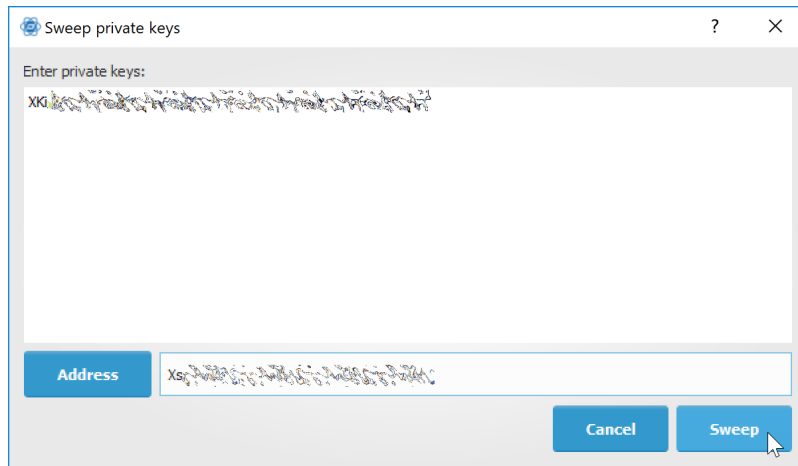 Sweep private keys
?
Enter private keys:
XKi
Address
Xs
Cancel
Sweep